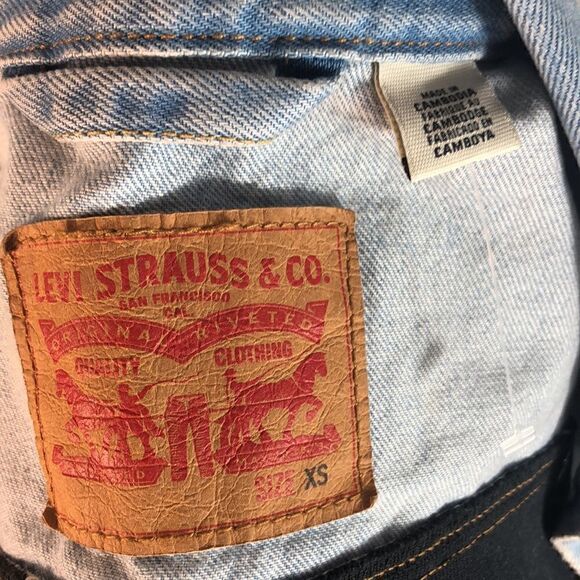 MADE IN
CAMBODIA
FABRIQUÉ AU
CAMBODGE
FABRICADO EN
CAMBOYA
LEVI STRAUSS & CO.
SAN FRANCISCO
CAL.
ORIGINAL RIVETED
QUALITY CLOTHING
SIZE XS